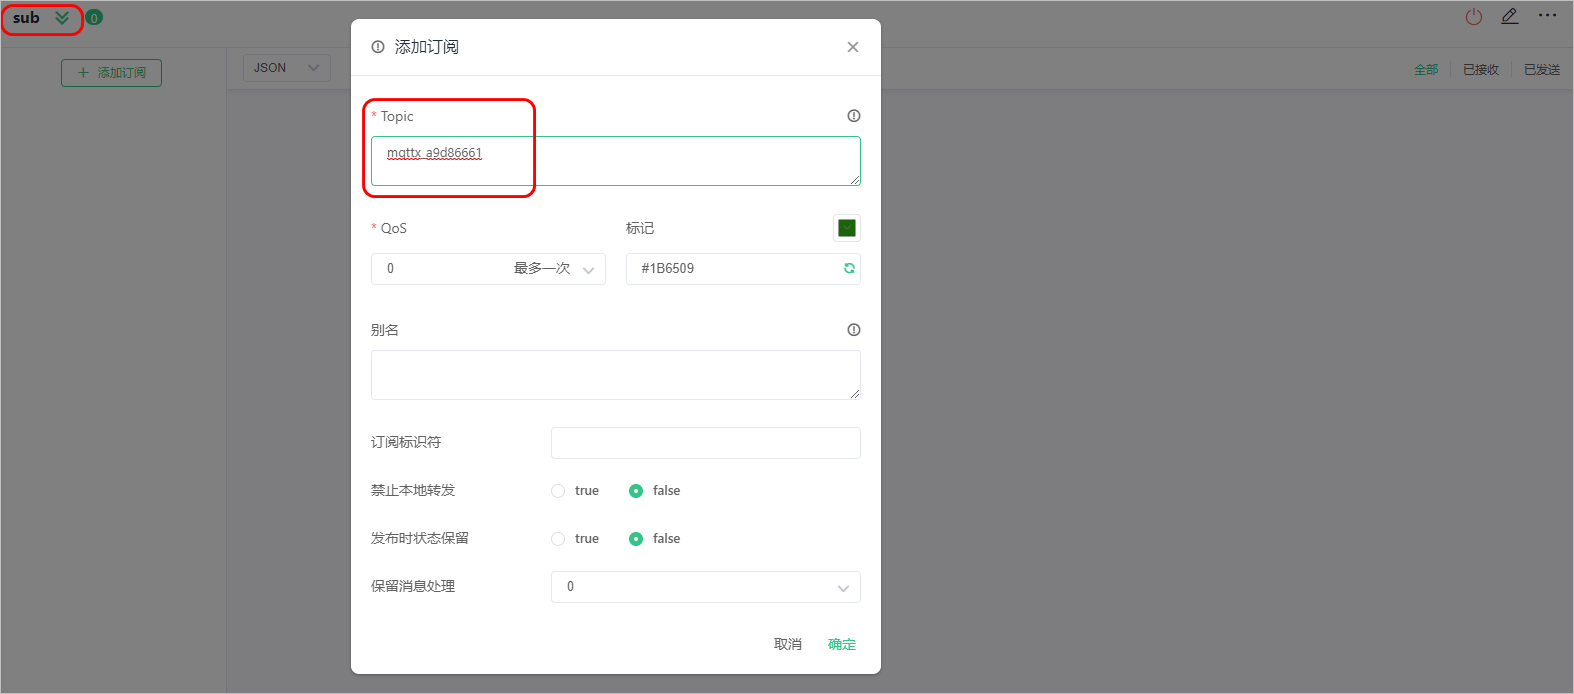 sub 0
添加订阅
添加订阅
JSON
全部 已接收 已发送
* Topic
mqttx_a9d86661
* QoS 标记
0 最多一次 #1B6509
别名
订阅标识符
禁止本地转发 true false
发布时状态保留 true false
保留消息处理 0
取消 确定